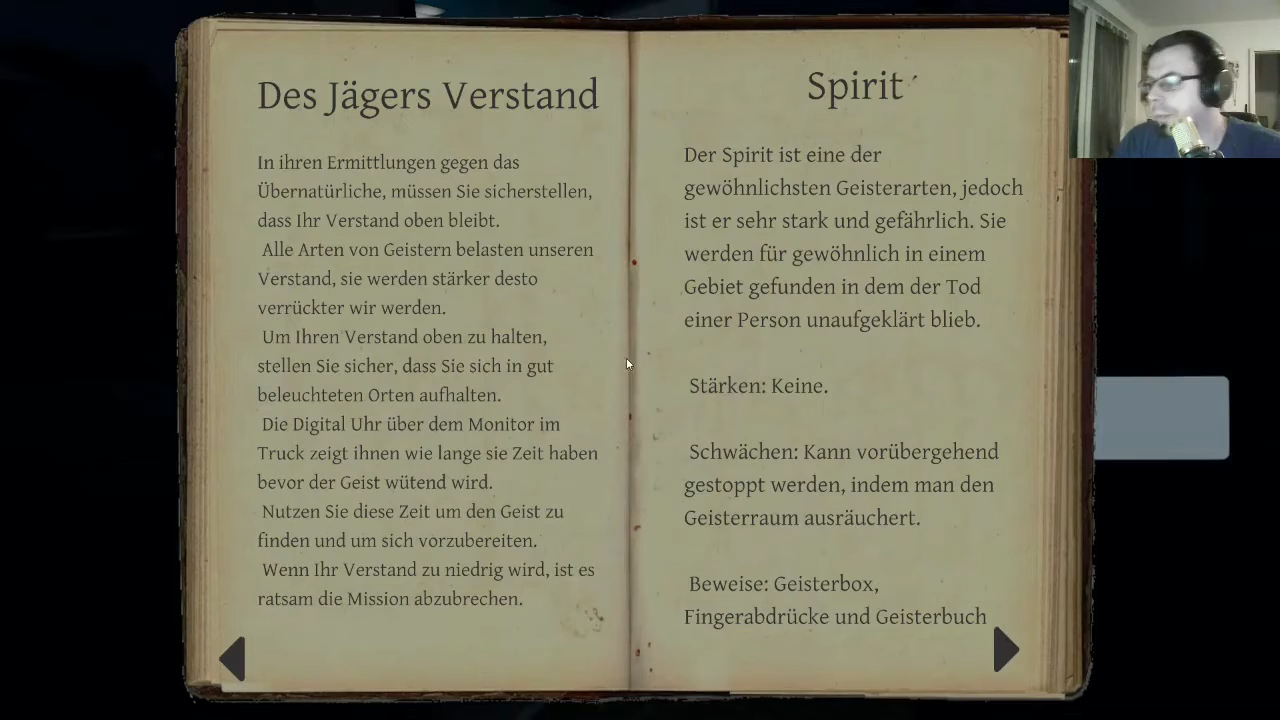 Des Jägers Verstand
In ihren Ermittlungen gegen das
Übernatürliche, müssen Sie sicherstellen,
dass Ihr Verstand oben bleibt.
Alle Arten von Geistern belasten unseren
Verstand, sie werden stärker desto
verrückter wir werden.
Um Ihren Verstand oben zu halten,
stellen Sie sicher, dass Sie sich in gut
beleuchteten Orten aufhalten.
Die Digital Uhr über dem Monitor im
Truck zeigt ihnen wie lange sie Zeit haben
bevor der Geist wütend wird.
Nutzen Sie diese Zeit um den Geist zu
finden und um sich vorzubereiten.
Wenn Ihr Verstand zu niedrig wird, ist es
ratsam die Mission abzubrechen.
Spirit
Der Spirit ist eine der
gewöhnlichsten Geisterarten, jedoch
ist er sehr stark und gefährlich. Sie
werden für gewöhnlich in einem
Gebiet gefunden in dem der Tod
einer Person unaufgeklärt blieb.
Stärken: Keine.
Schwächen: Kann vorübergehend
gestoppt werden, indem man den
Geisterraum ausräuchert.
Beweise: Geisterbox,
Fingerabdrücke und Geisterbuch